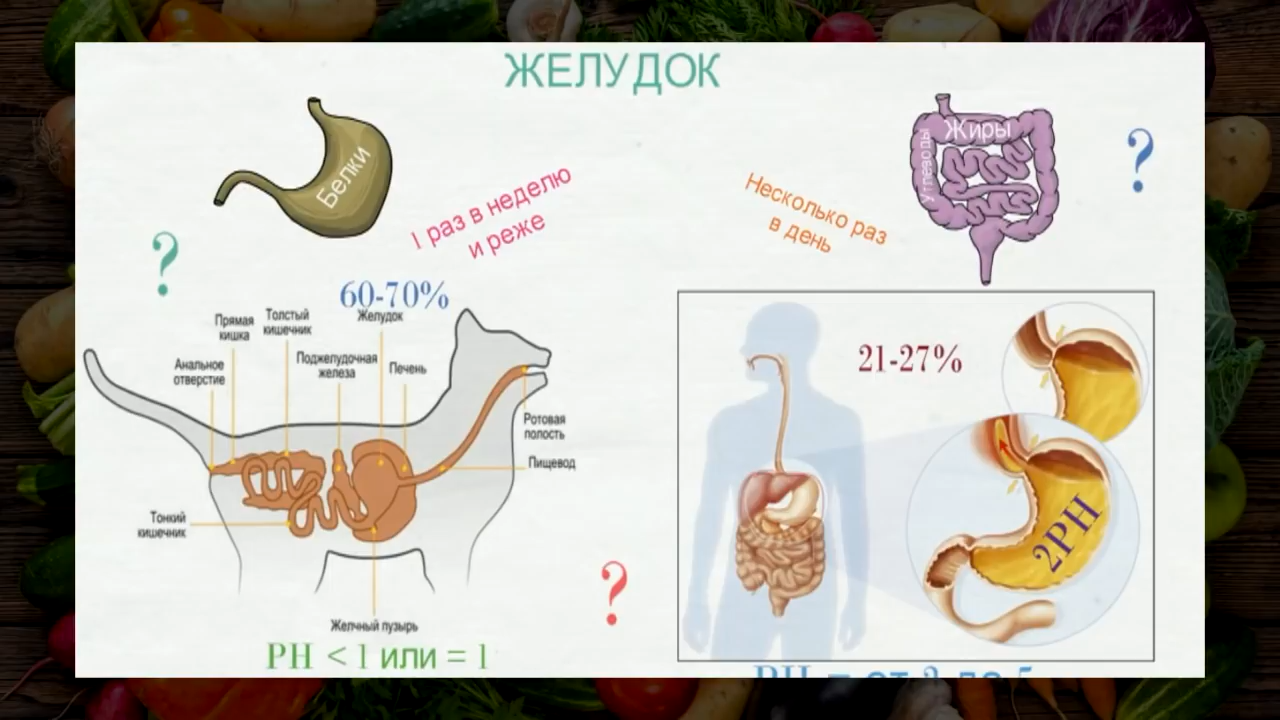 ЖЕЛУДОК
Белки
Жиры
Углеводы
?
1 раз в неделю
и реже
Несколько раз
в день
?
60-70%
Прямая
кишка
Толстый
кишечник
Желудок
Анальное
отверстие
Поджелудочная
железа
Печень
21-27%
Ротовая
полость
Пищевод
Тонкий
кишечник
2PH
?
Желчный пузырь
PH < 1 или = 1